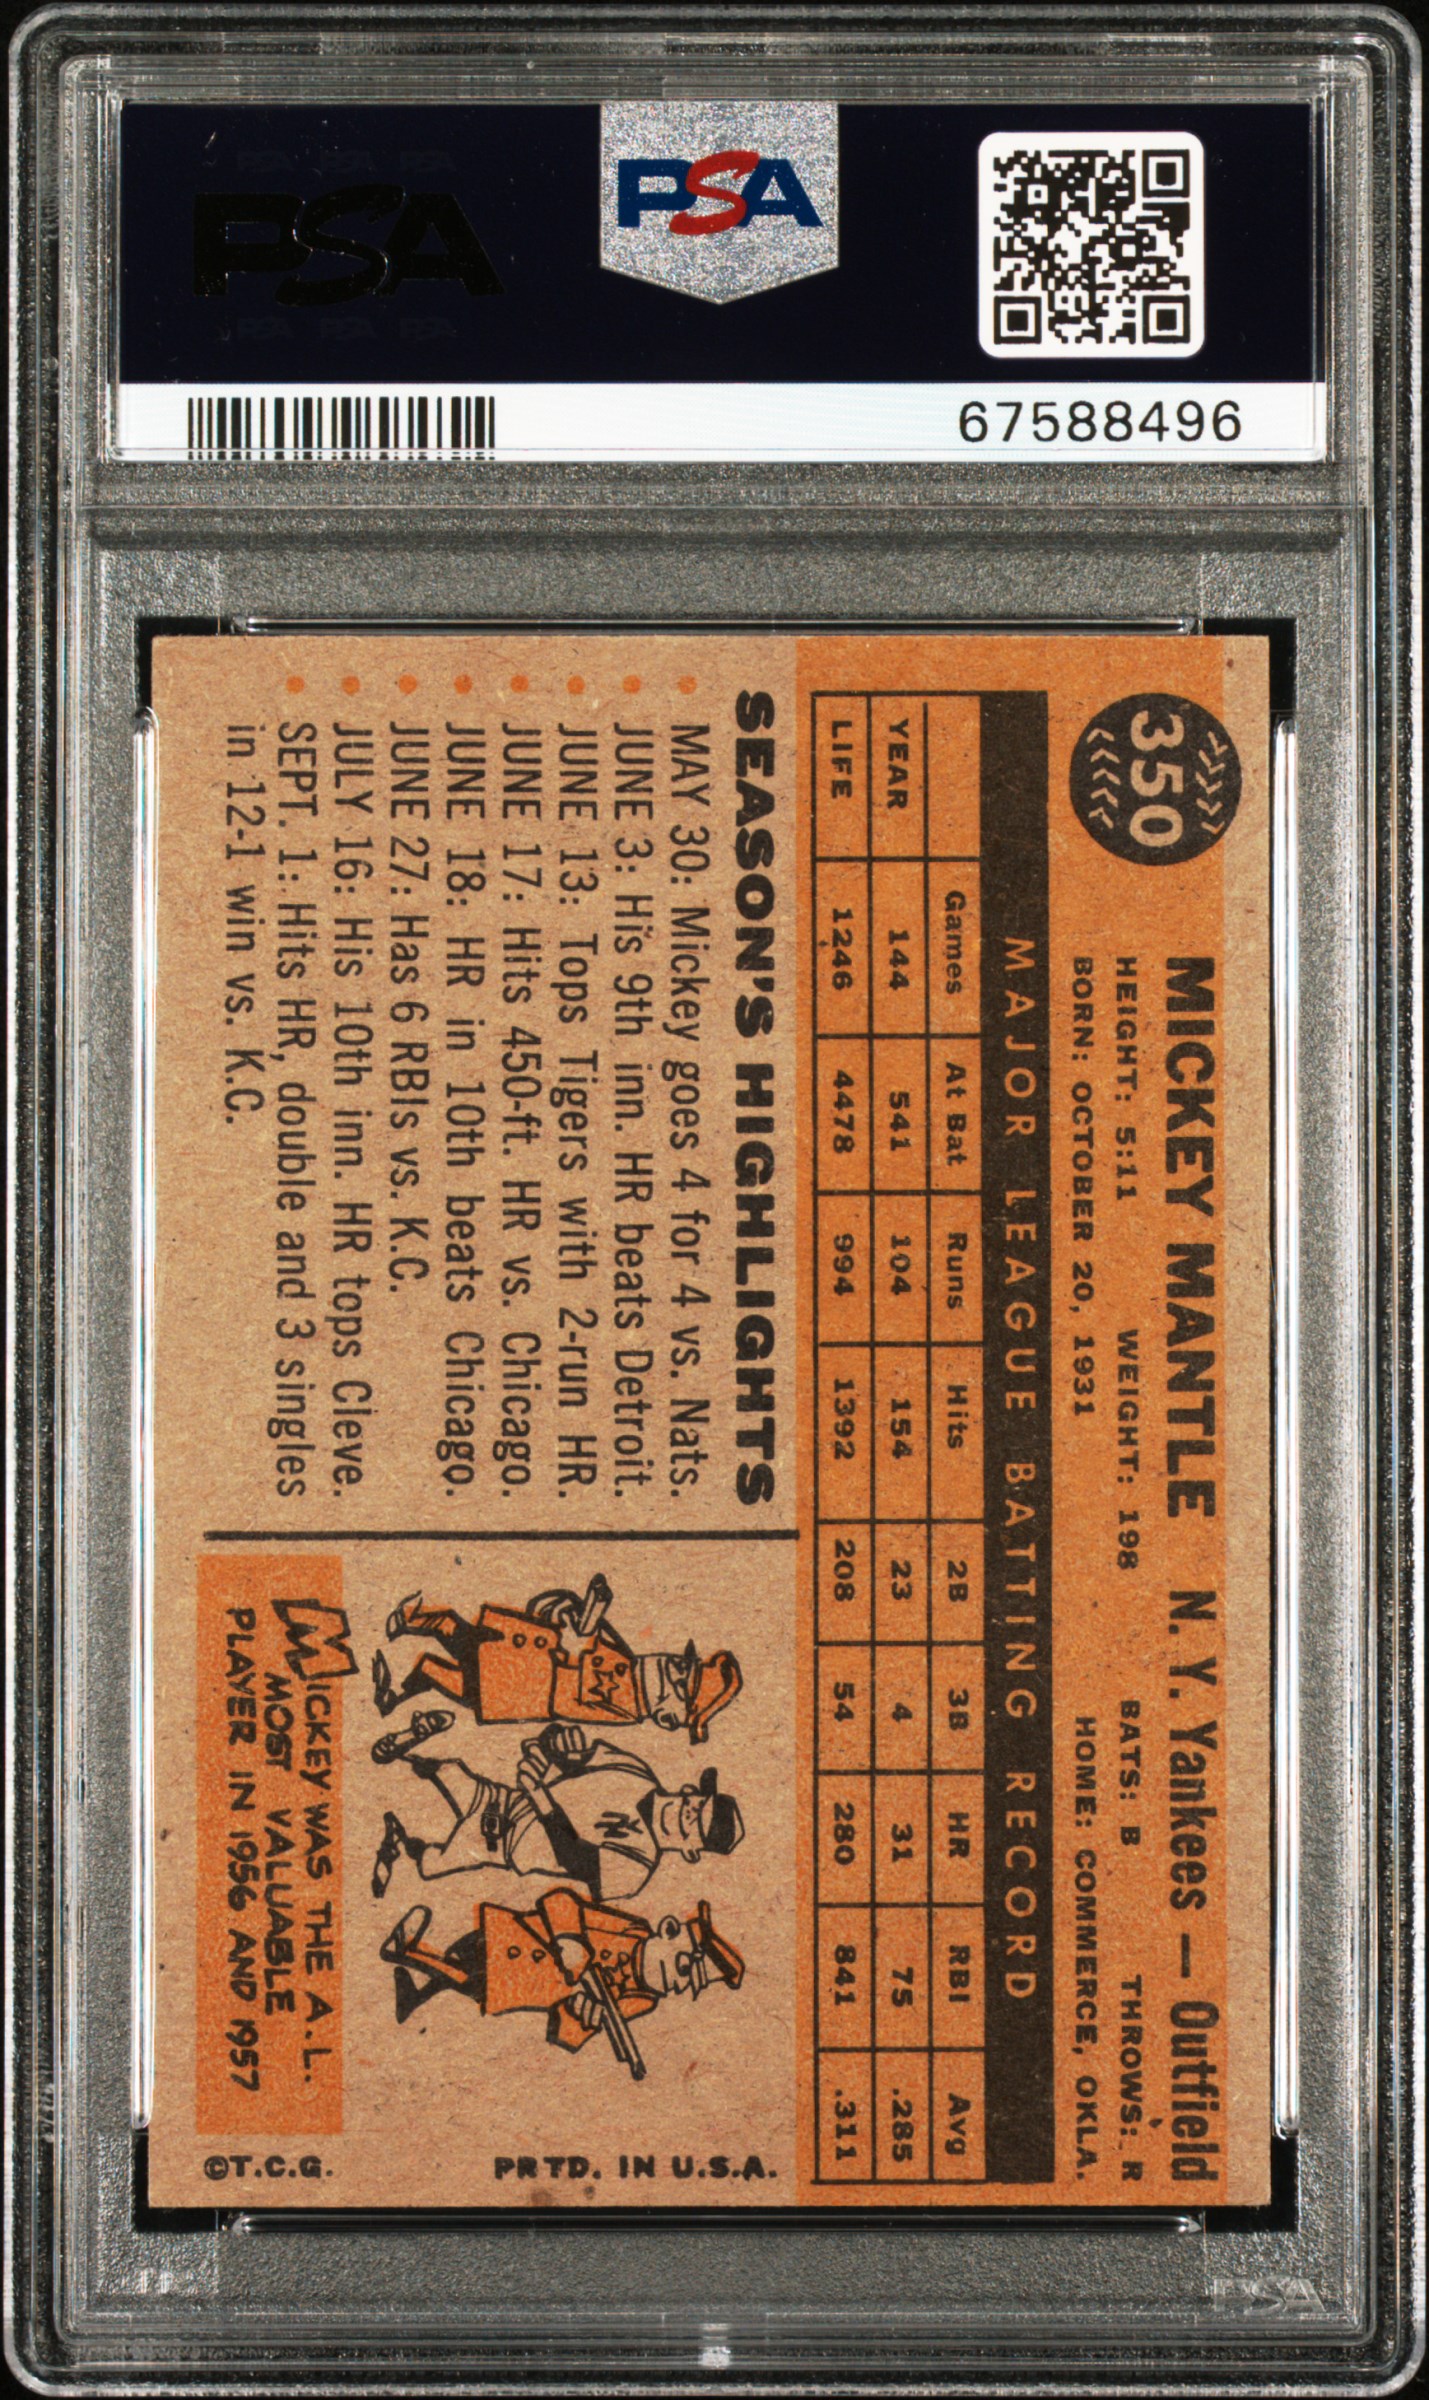 PSA
PSA
67588496
350
MICKEY MANTLE N. Y. Yankees — Outfield
HEIGHT: 5:11 WEIGHT: 198 BATS: B THROWS: R
BORN: OCTOBER 20, 1931 HOME: COMMERCE, OKLA.
MAJOR LEAGUE BATTING RECORD
Games At Bat Runs Hits 2B 3B HR RBI Avg
YEAR 144 541 104 154 23 4 31 75 .285
LIFE 1246 4478 994 1392 208 54 280 841 .311
SEASON'S HIGHLIGHTS
MAY 30: Mickey goes 4 for 4 vs. Nats.
JUNE 3: His 9th inn. HR beats Detroit.
JUNE 13: Tops Tigers with 2-run HR.
JUNE 17: Hits 450-ft. HR vs. Chicago.
JUNE 18: HR in 10th beats Chicago.
JUNE 27: Has 6 RBIs vs. K.C.
JULY 16: His 10th inn. HR tops Cleve.
SEPT. 1: Hits HR, double and 3 singles
in 12-1 win vs. K.C.
NY
MICKEY WAS THE A.L.
MOST VALUABLE
PLAYER IN 1956 AND 1957
PRTD. IN U.S.A.
©T.C.G.
PSA